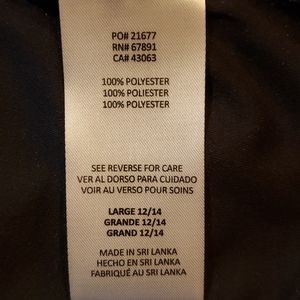 PO# 21677
RN# 67891
CA# 43063
100% POLYESTER
100% POLIESTER
100% POLYESTER
SEE REVERSE FOR CARE
VER AL DORSO PARA CUIDADO
VOIR AU VERSO POUR SOINS
LARGE 12/14
GRANDE 12/14
GRAND 12/14
MADE IN SRI LANKA
HECHO EN SRI LANKA
FABRIQUÉ AU SRI LANKA